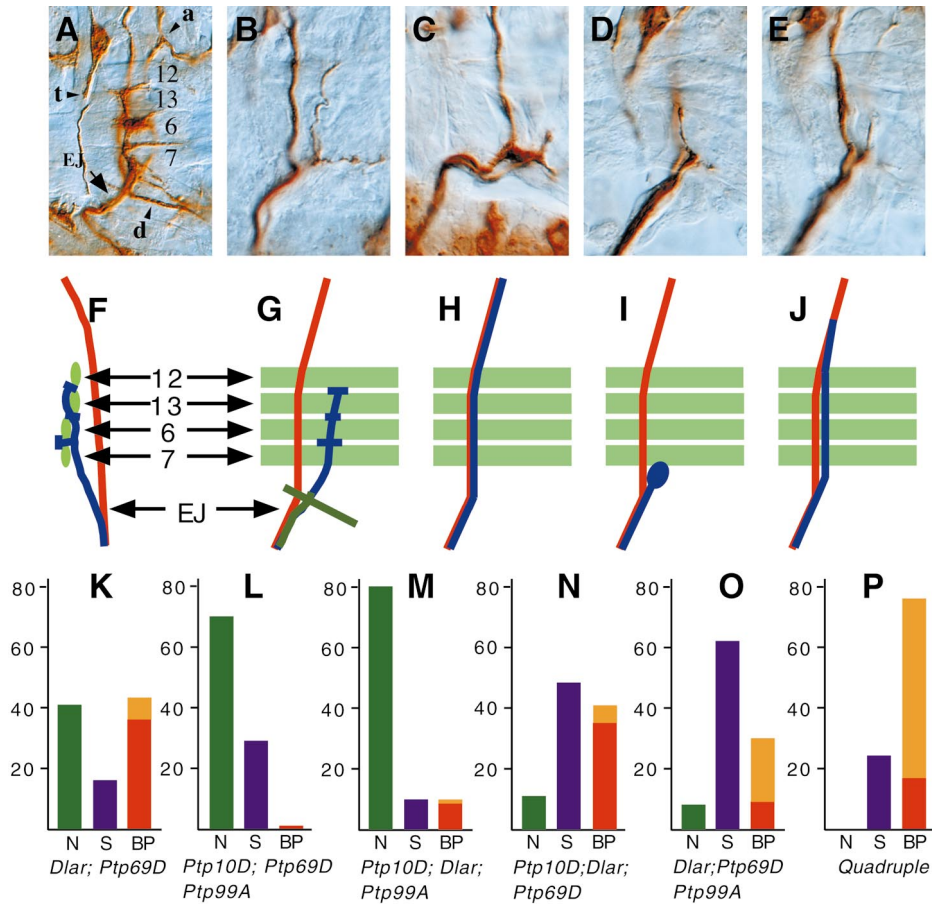 A
B
C
D
E
a
t
12
13
6
7
EJ
d
F
G
H
I
J
12
13
6
7
EJ
K
L
M
N
O
P
80
60
40
20
N S BP
Dlar; Ptp69D
80
60
40
20
N S BP
Ptp10D; Ptp69D
Ptp99A
80
60
40
20
N S BP
Ptp10D; Dlar;
Ptp99A
80
60
40
20
N S BP
Ptp10D;Dlar;
Ptp69D
80
60
40
20
N S BP
Dlar;Ptp69D
Ptp99A
80
60
40
20
N S BP
Quadruple